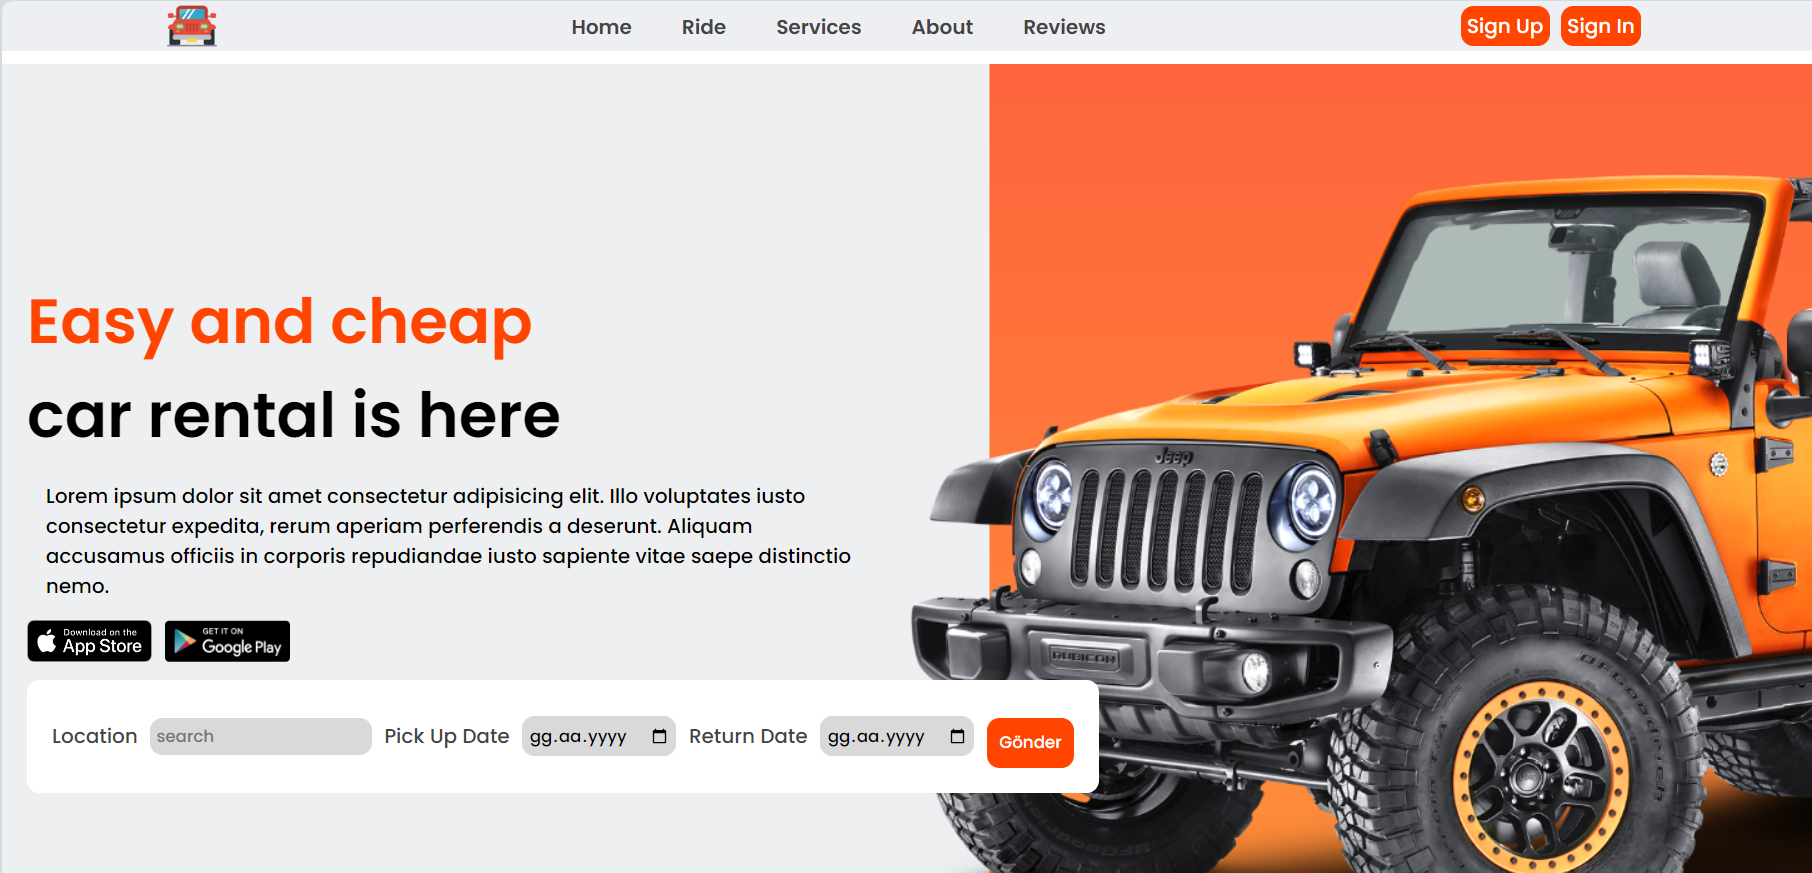 Home Ride Services About Reviews Sign Up Sign In
Easy and cheap
car rental is here
Lorem ipsum dolor sit amet consectetur adipisicing elit. Illo voluptates iusto
consectetur expedita, rerum aperiam perferendis a deserunt. Aliquam
accusamus officiis in corporis repudiandae iusto sapiente vitae saepe distinctio
nemo.
Download on the
App Store
GET IT ON
Google Play
Location search Pick Up Date gg.aa.yyyy Return Date gg.aa.yyyy Gönder
Jeep
RUBICON
BFGoodrich